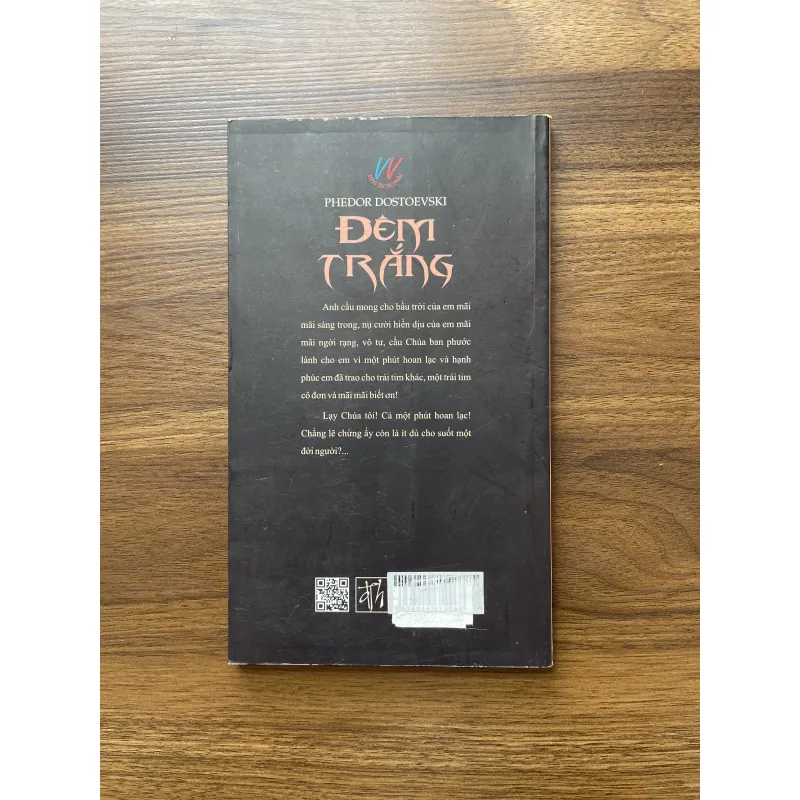 PHEDOR DOSTOEVSKI
ĐÊM
TRẮNG
Anh cầu mong cho bầu trời của em mãi
mãi sáng trong, nụ cười hiền dịu của em mãi
mãi ngời rạng, vô tư, cầu Chúa ban phước
lành cho em vì một phút hoan lạc và hạnh
phúc em đã trao cho trái tim khác, một trái tim
cô đơn và mãi mãi biết ơn!
Lạy Chúa tôi! Cả một phút hoan lạc!
Chẳng lẽ chừng ấy còn là ít dù cho suốt một
đời người?...